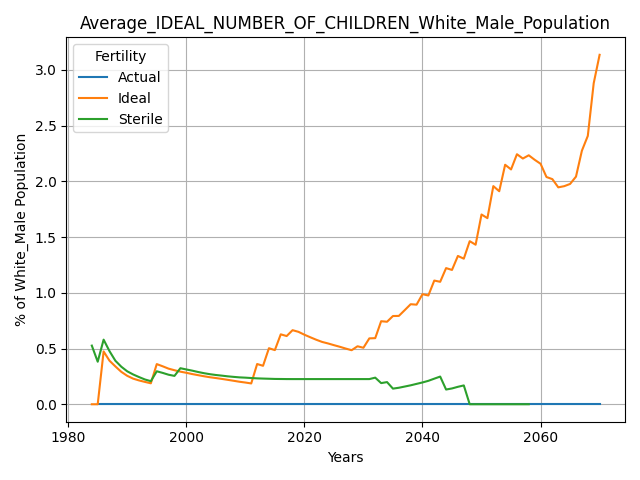 Average_IDEAL_NUMBER_OF_CHILDREN_White_Male_Population
Fertility
Actual
Ideal
Sterile
% of White_Male Population
3.0
2.5
2.0
1.5
1.0
0.5
0.0
1980 2000 2020 2040 2060
Years